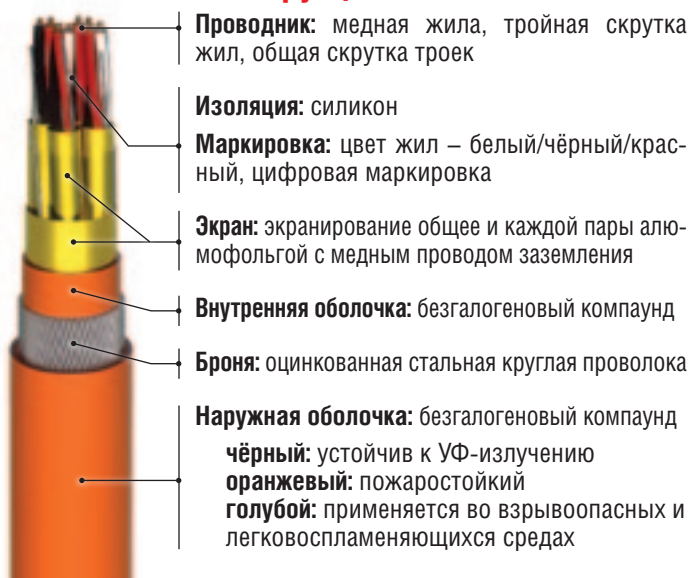 Проводник: медная жила, тройная скрутка
жил, общая скрутка троек
Изоляция: силикон
Маркировка: цвет жил – белый/чёрный/крас-
ный, цифровая маркировка
Экран: экранирование общее и каждой пары алю-
мофольгой с медным проводом заземления
Внутренняя оболочка: безгалогеновый компаунд
Броня: оцинкованная стальная круглая проволока
Наружная оболочка: безгалогеновый компаунд
чёрный: устойчив к УФ-излучению
оранжевый: пожаростойкий
голубой: применяется во взрывоопасных и
легковоспламеняющихся средах